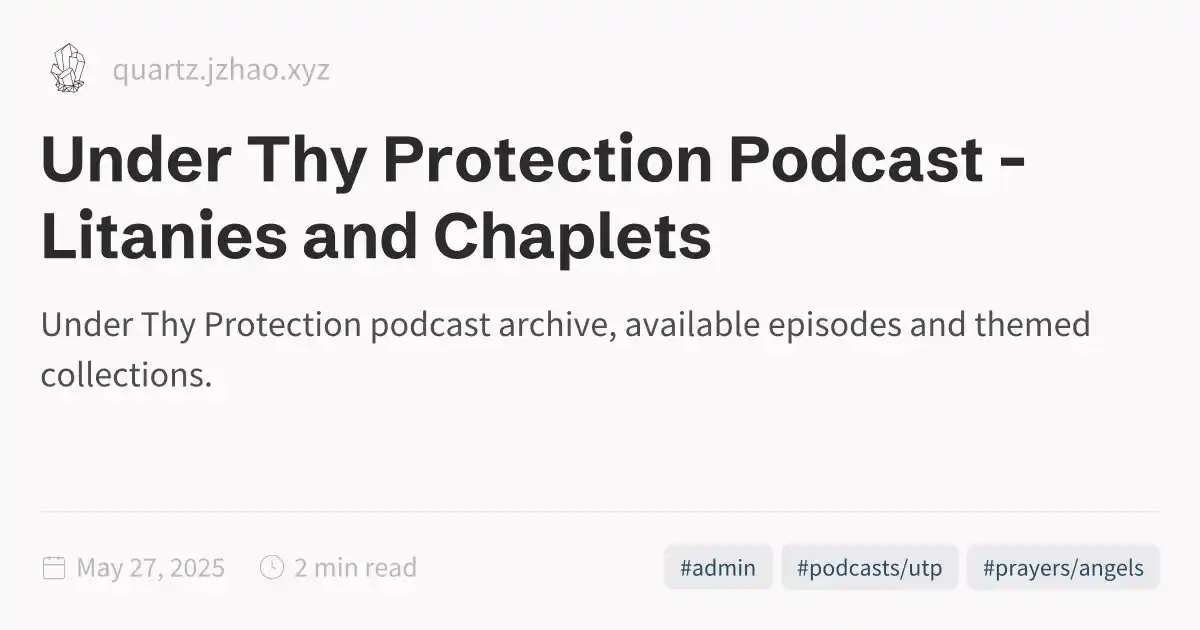 quartz.jzhao.xyz
Under Thy Protection Podcast -
Litanies and Chaplets
Under Thy Protection podcast archive, available episodes and themed
collections.
May 27, 2025
2 min read
#admin
#podcasts/utp
#prayers/angels